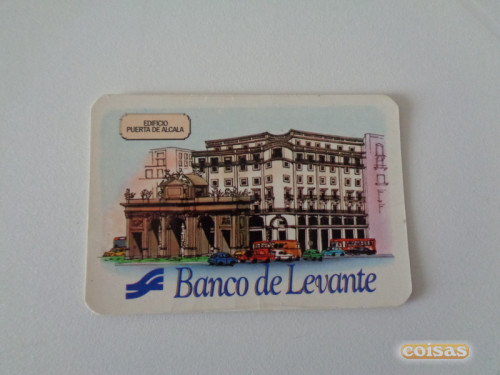 EDIFICIO
PUERTA DE ALCALA
Banco de Levante
coisas